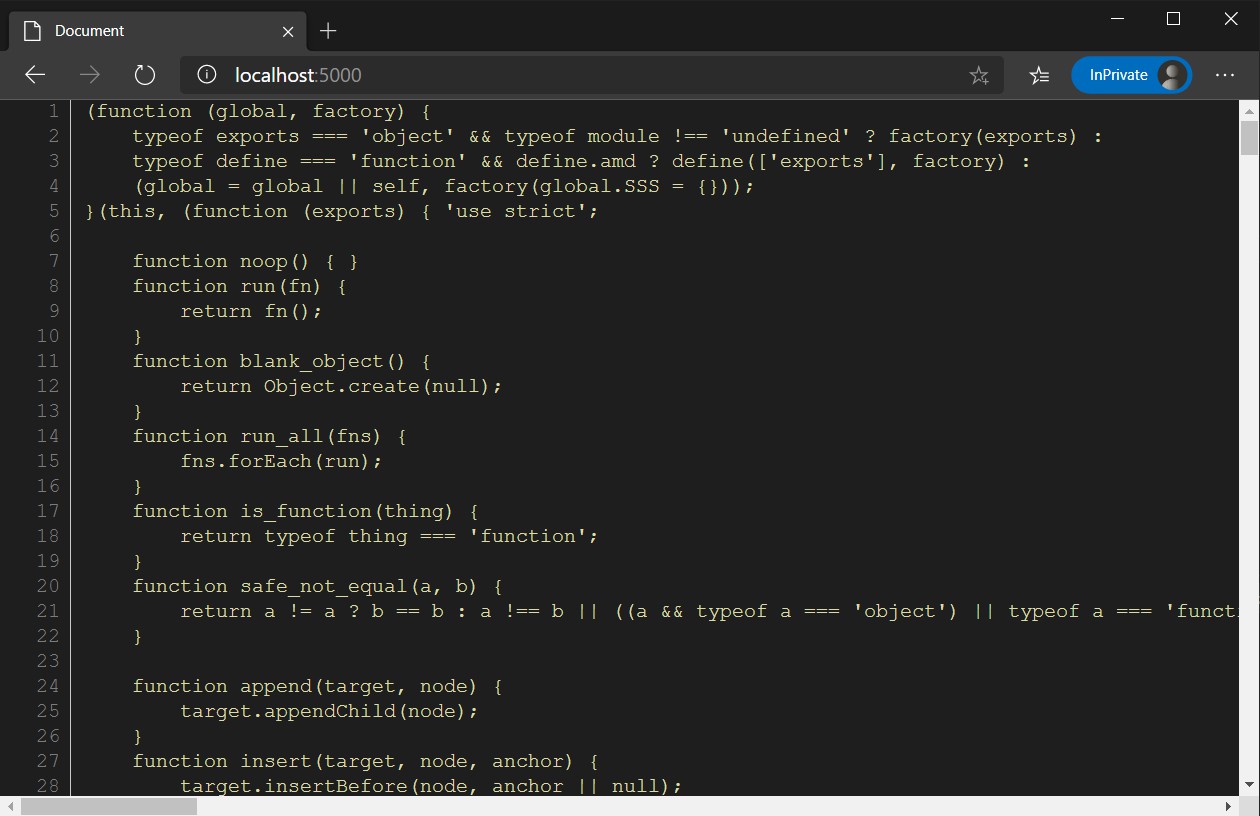 Document
localhost:5000
InPrivate
1 (function (global, factory) {
2     typeof exports === 'object' && typeof module !== 'undefined' ? factory(exports) :
3     typeof define === 'function' && define.amd ? define(['exports'], factory) :
4     (global = global || self, factory(global.SSS = {}));
5 }(this, (function (exports) { 'use strict';
6
7     function noop() { }
8     function run(fn) {
9         return fn();
10     }
11     function blank_object() {
12         return Object.create(null);
13     }
14     function run_all(fns) {
15         fns.forEach(run);
16     }
17     function is_function(thing) {
18         return typeof thing === 'function';
19     }
20     function safe_not_equal(a, b) {
21         return a != a ? b == b : a !== b || ((a && typeof a === 'object') || typeof a === 'functi
22     }
23
24     function append(target, node) {
25         target.appendChild(node);
26     }
27     function insert(target, node, anchor) {
28         target.insertBefore(node, anchor || null);